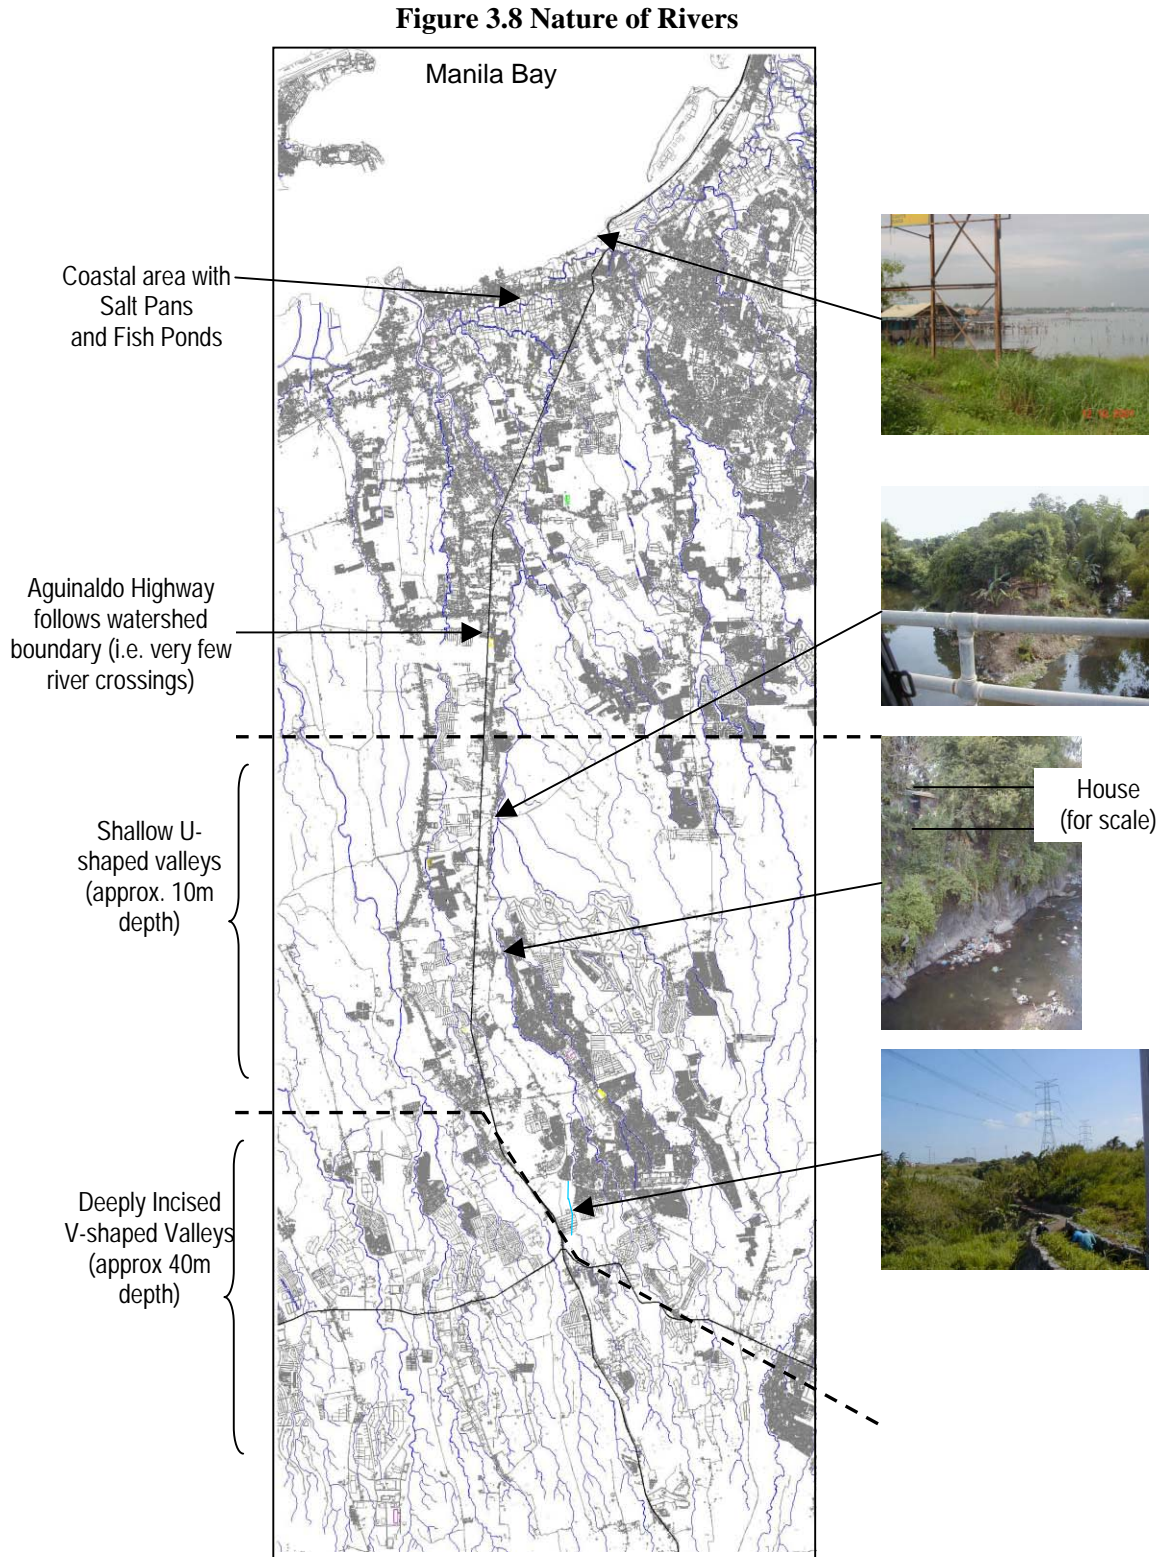 Figure 3.8 Nature of Rivers
Manila Bay
Coastal area with
Salt Pans
and Fish Ponds
Aguinaldo Highway
follows watershed
boundary (i.e. very few
river crossings)
Shallow U-
shaped valleys
(approx. 10m
depth)
House
(for scale)
Deeply Incised
V-shaped Valleys
(approx 40m
depth)